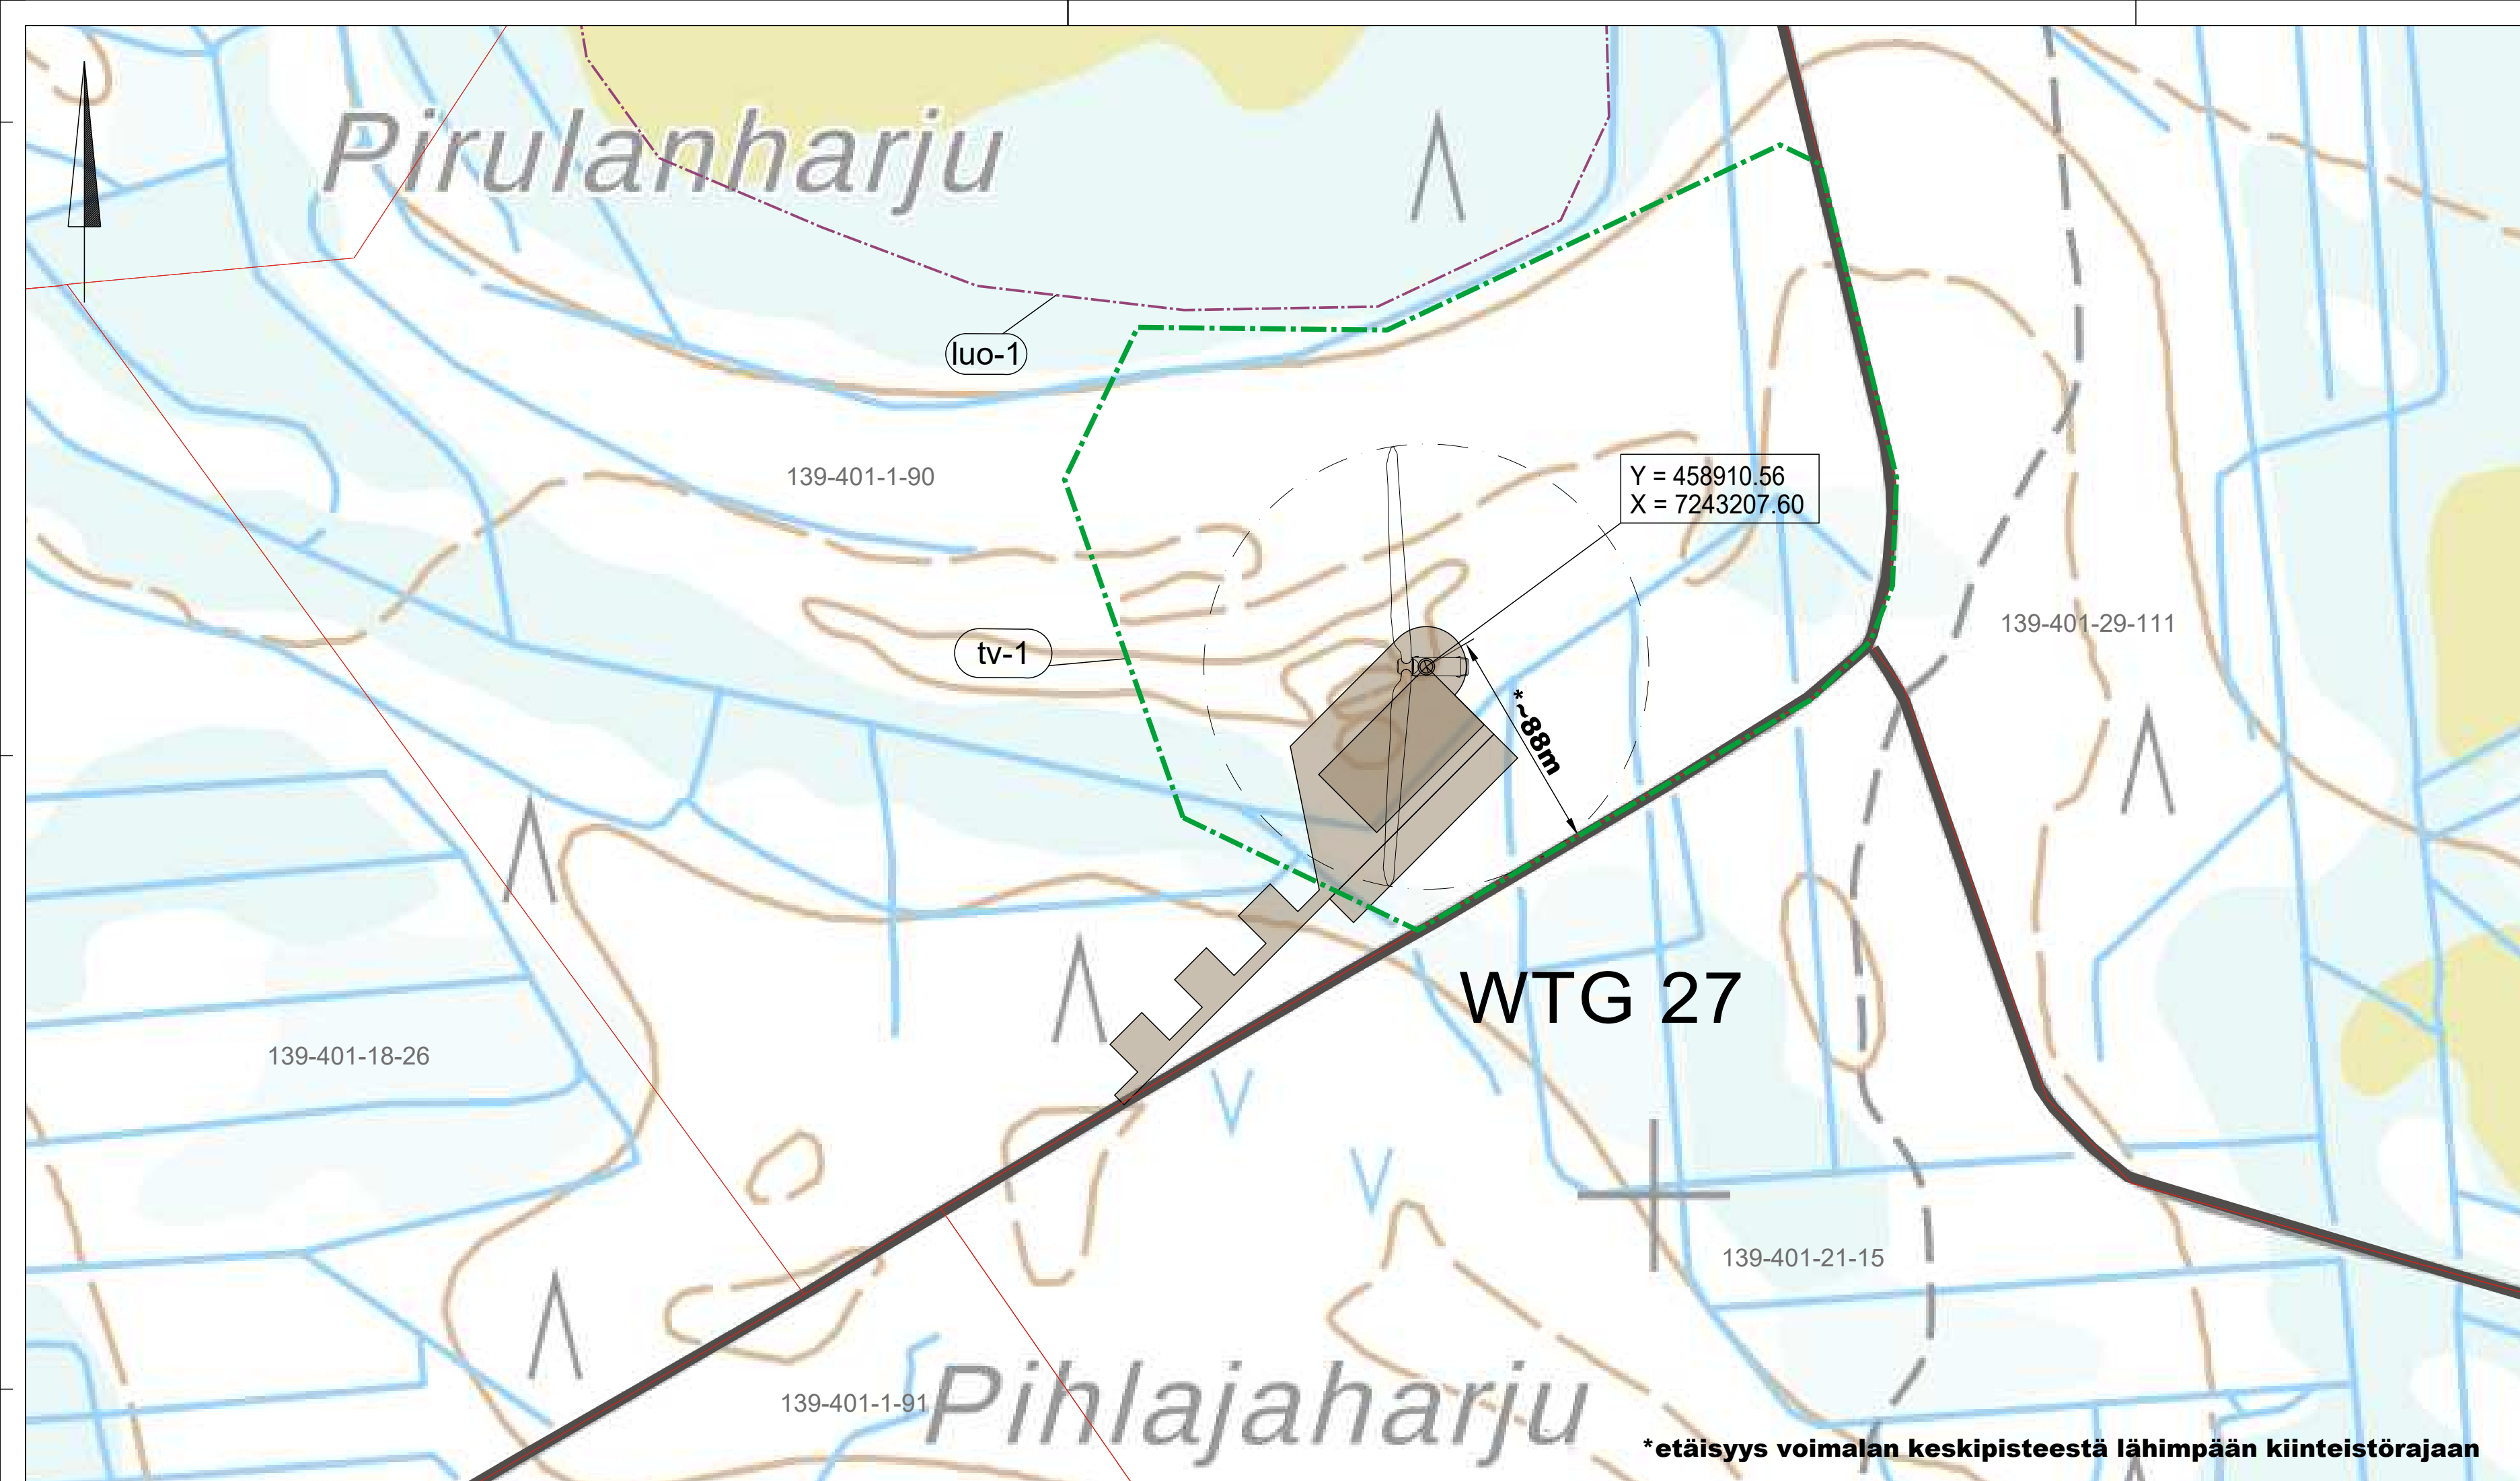 Pirulanharju
luo-1
139-401-1-90
Y = 458910.56
X = 7243207.60
139-401-29-111
tv-1
*~88m
WTG 27
139-401-18-26
139-401-21-15
139-401-1-91
Pihlajaharju
*etäisyys voimalan keskipisteestä lähimpään kiinteistörajaan